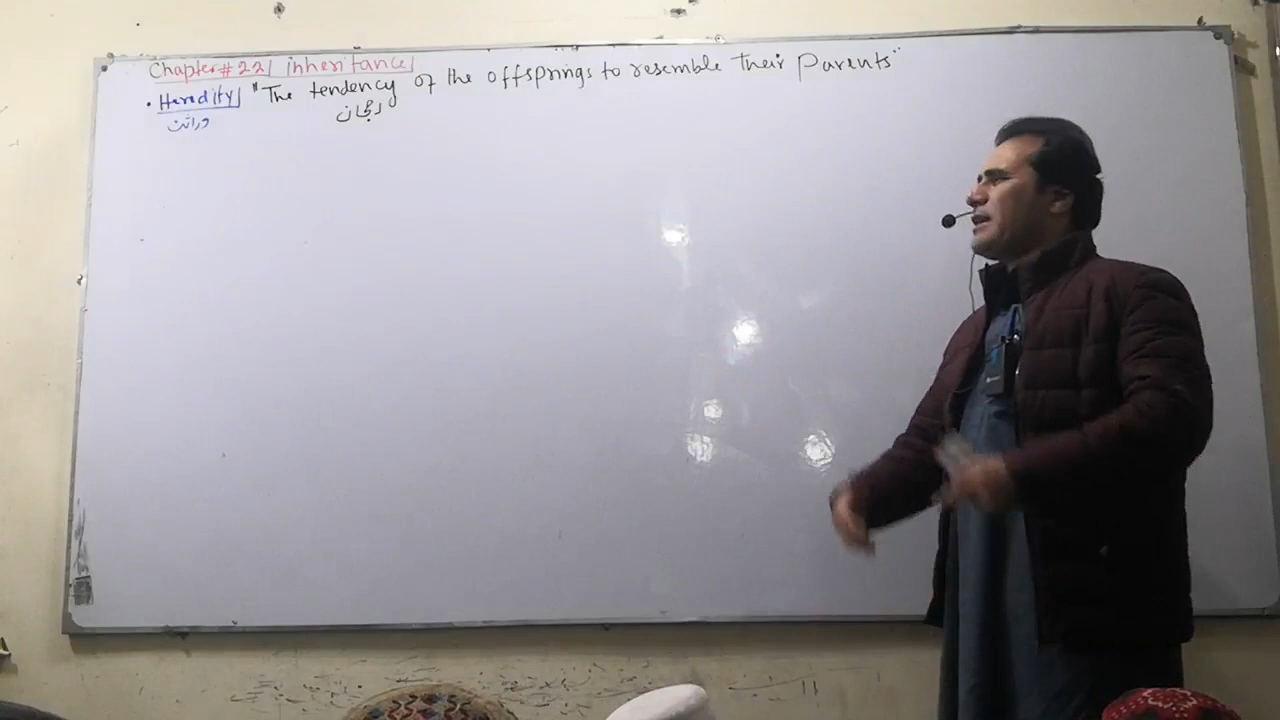 Chapter # 22 | inheritance
• Heredity "The tendency of the offsprings to resemble their Parents"
وراثت رجحان